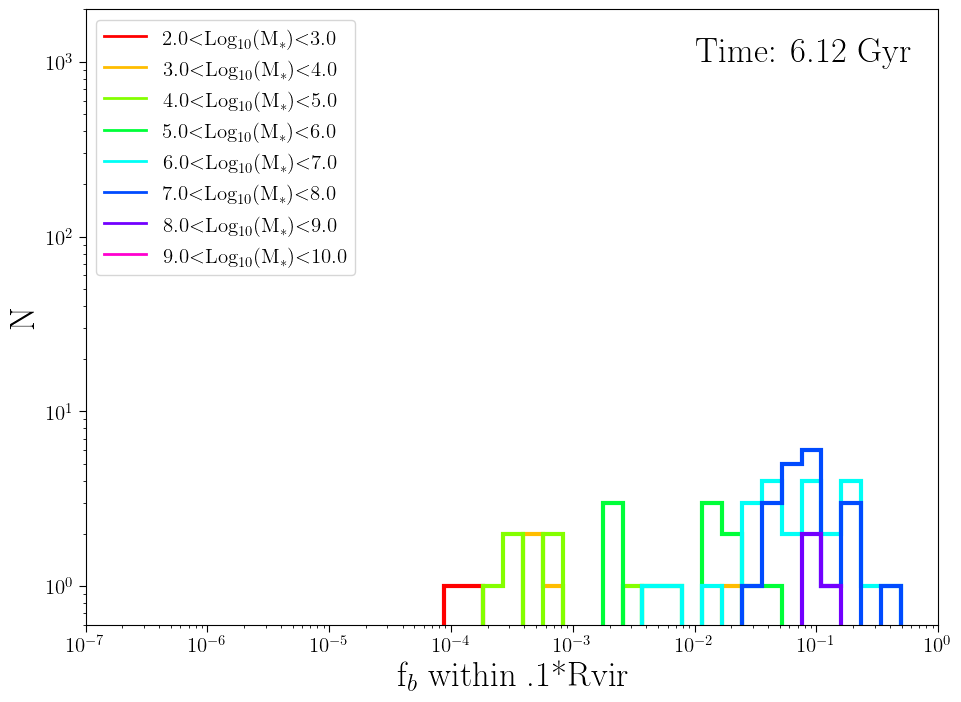 2.0<Log₁₀(M*)<3.0
3.0<Log₁₀(M*)<4.0
4.0<Log₁₀(M*)<5.0
5.0<Log₁₀(M*)<6.0
6.0<Log₁₀(M*)<7.0
7.0<Log₁₀(M*)<8.0
8.0<Log₁₀(M*)<9.0
9.0<Log₁₀(M*)<10.0
Time: 6.12 Gyr
10³
10²
10¹
10⁰
N
10⁻⁷ 10⁻⁶ 10⁻⁵ 10⁻⁴ 10⁻³ 10⁻² 10⁻¹ 10⁰
f_b within .1*Rvir